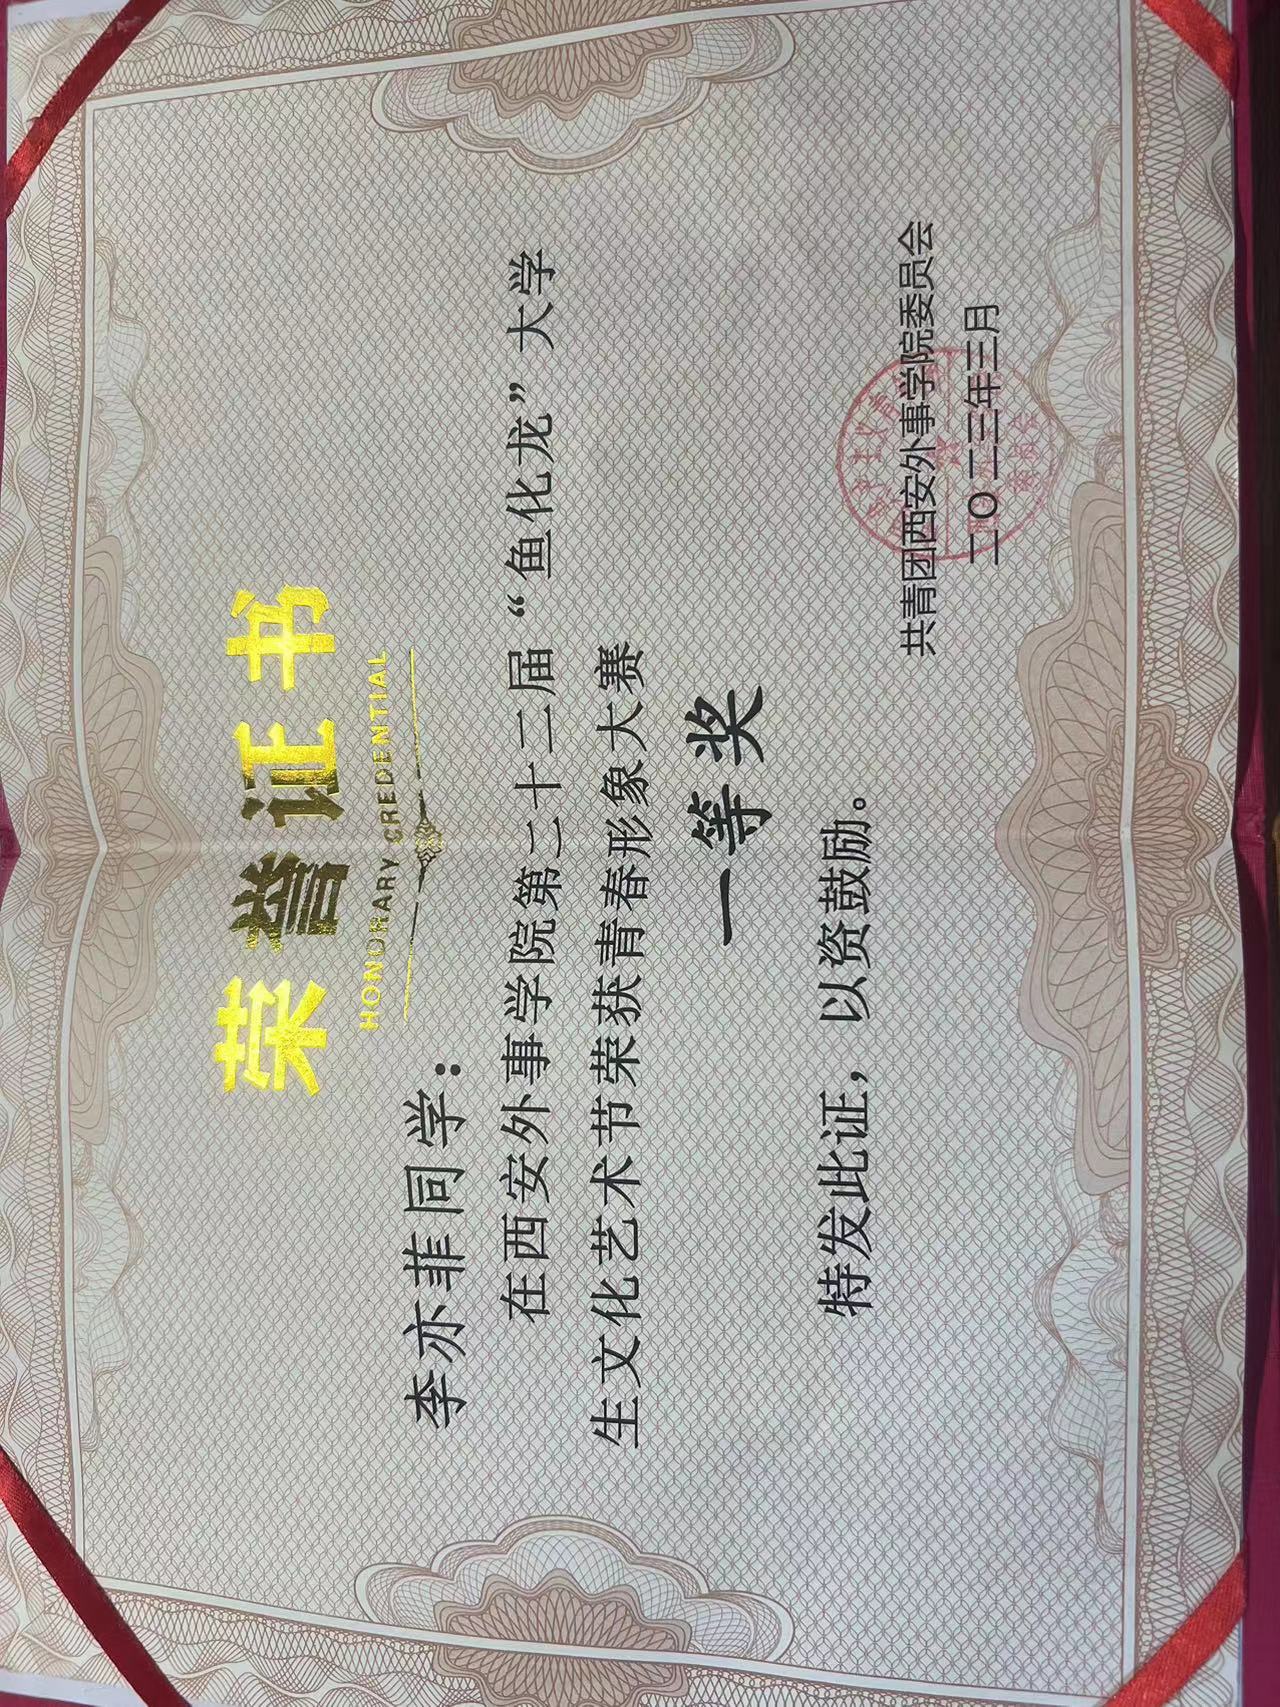 荣誉证书
HONORARY CREDENTIAL
李亦菲同学：
在西安外事学院第二十二届“鱼化龙”大学
生文化艺术节荣获青春形象大赛
一等奖
特发此证，以资鼓励。
共青团西安外事学院委员会
二〇二三年三月